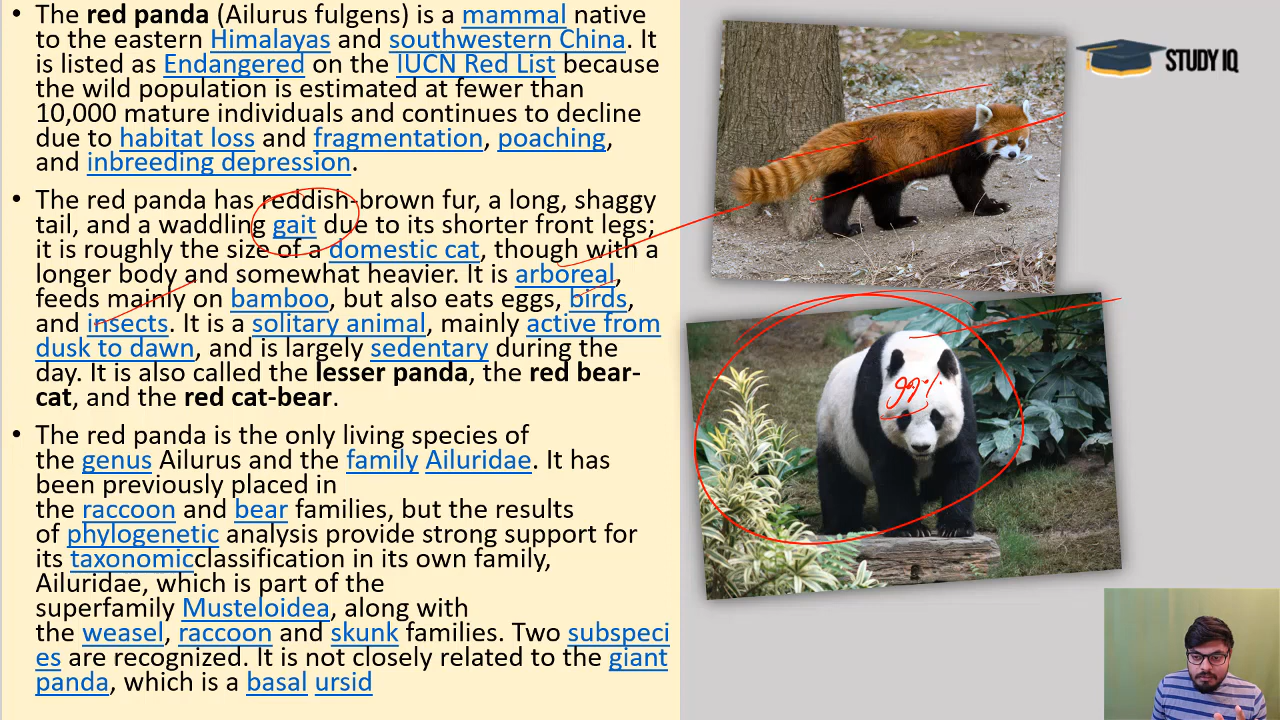 • The red panda (Ailurus fulgens) is a mammal native
to the eastern Himalayas and southwestern China. It
is listed as Endangered on the IUCN Red List because
the wild population is estimated at fewer than
10,000 mature individuals and continues to decline
due to habitat loss and fragmentation, poaching,
and inbreeding depression.
• The red panda has reddish-brown fur, a long, shaggy
tail, and a waddling gait due to its shorter front legs;
it is roughly the size of a domestic cat, though with a
longer body and somewhat heavier. It is arboreal,
feeds mainly on bamboo, but also eats eggs, birds,
and insects. It is a solitary animal, mainly active from
dusk to dawn, and is largely sedentary during the
day. It is also called the lesser panda, the red bear-
cat, and the red cat-bear.
• The red panda is the only living species of
the genus Ailurus and the family Ailuridae. It has
been previously placed in
the raccoon and bear families, but the results
of phylogenetic analysis provide strong support for
its taxonomicclassification in its own family,
Ailuridae, which is part of the
superfamily Musteloidea, along with
the weasel, raccoon and skunk families. Two subspeci
es are recognized. It is not closely related to the giant
panda, which is a basal ursid
STUDY IQ
99%